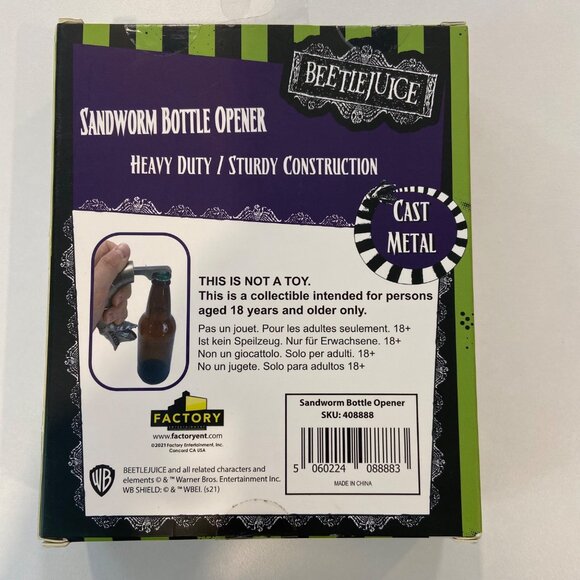 BEETLEJUICE
SANDWORM BOTTLE OPENER
HEAVY DUTY / STURDY CONSTRUCTION
CAST
METAL
THIS IS NOT A TOY.
This is a collectible intended for persons
aged 18 years and older only.
Pas un jouet. Pour les adultes seulement. 18+
Ist kein Speilzeug. Nur für Erwachsene. 18+
Non un giocattolo. Solo per adulti. 18+
No un jugete. Solo para adultos 18+
FACTORY
ENTERTAINMENT
www.factoryent.com
©2021 Factory Entertainment, Inc.
Concord CA USA
Sandworm Bottle Opener
SKU: 408888
5 060224 088883
MADE IN CHINA
WB
BEETLEJUICE and all related characters and
elements © & ™ Warner Bros. Entertainment Inc.
WB SHIELD: © & ™ WBEI. (s21)